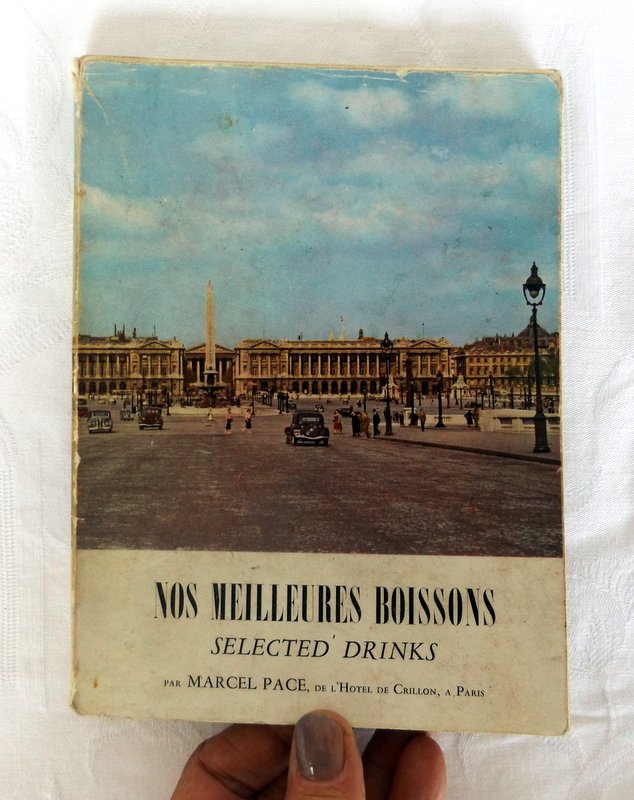 NOS MEILLEURES BOISSONS
SELECTED DRINKS
PAR MARCEL PACE, DE L'HOTEL DE CRILLON, A PARIS